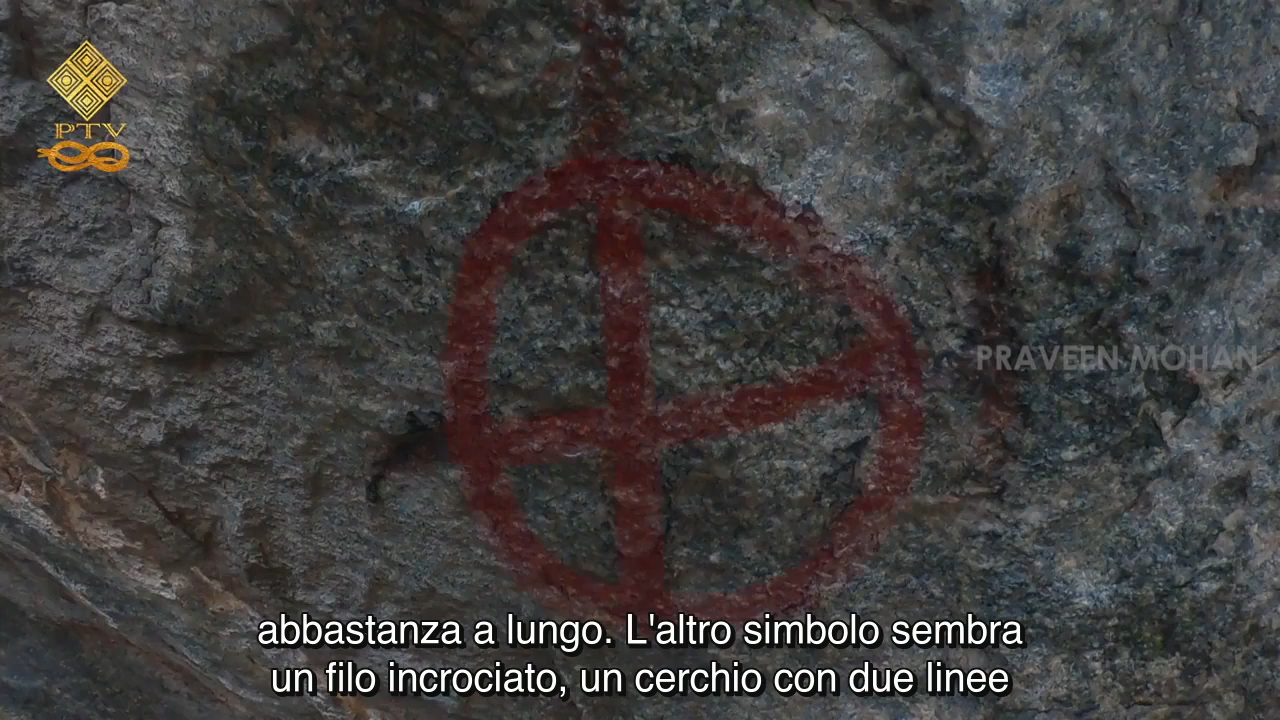 PTV
PRAVEEN MOHAN
abbastanza a lungo. L'altro simbolo sembra
un filo incrociato, un cerchio con due linee